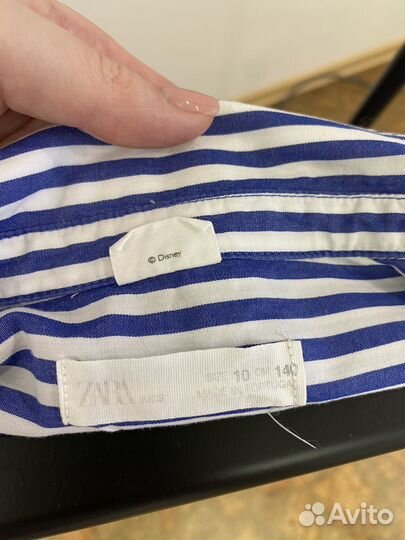 © Disney
ZARA KIDS
SIZE 10 CM 140
MADE IN PORTUGAL
Avito